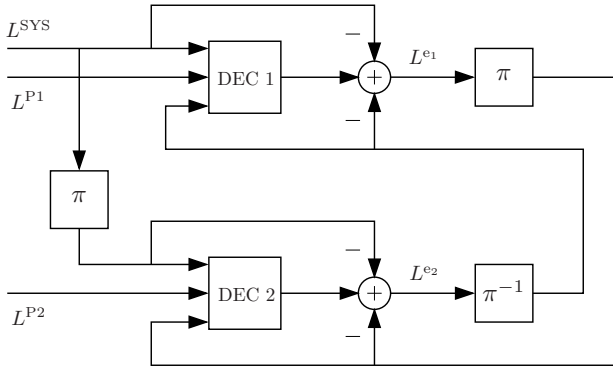 L^SYS
−
L^e₁
π
DEC 1
+
L^P1
−
π
−
L^e₂
DEC 2
+
π⁻¹
L^P2
−